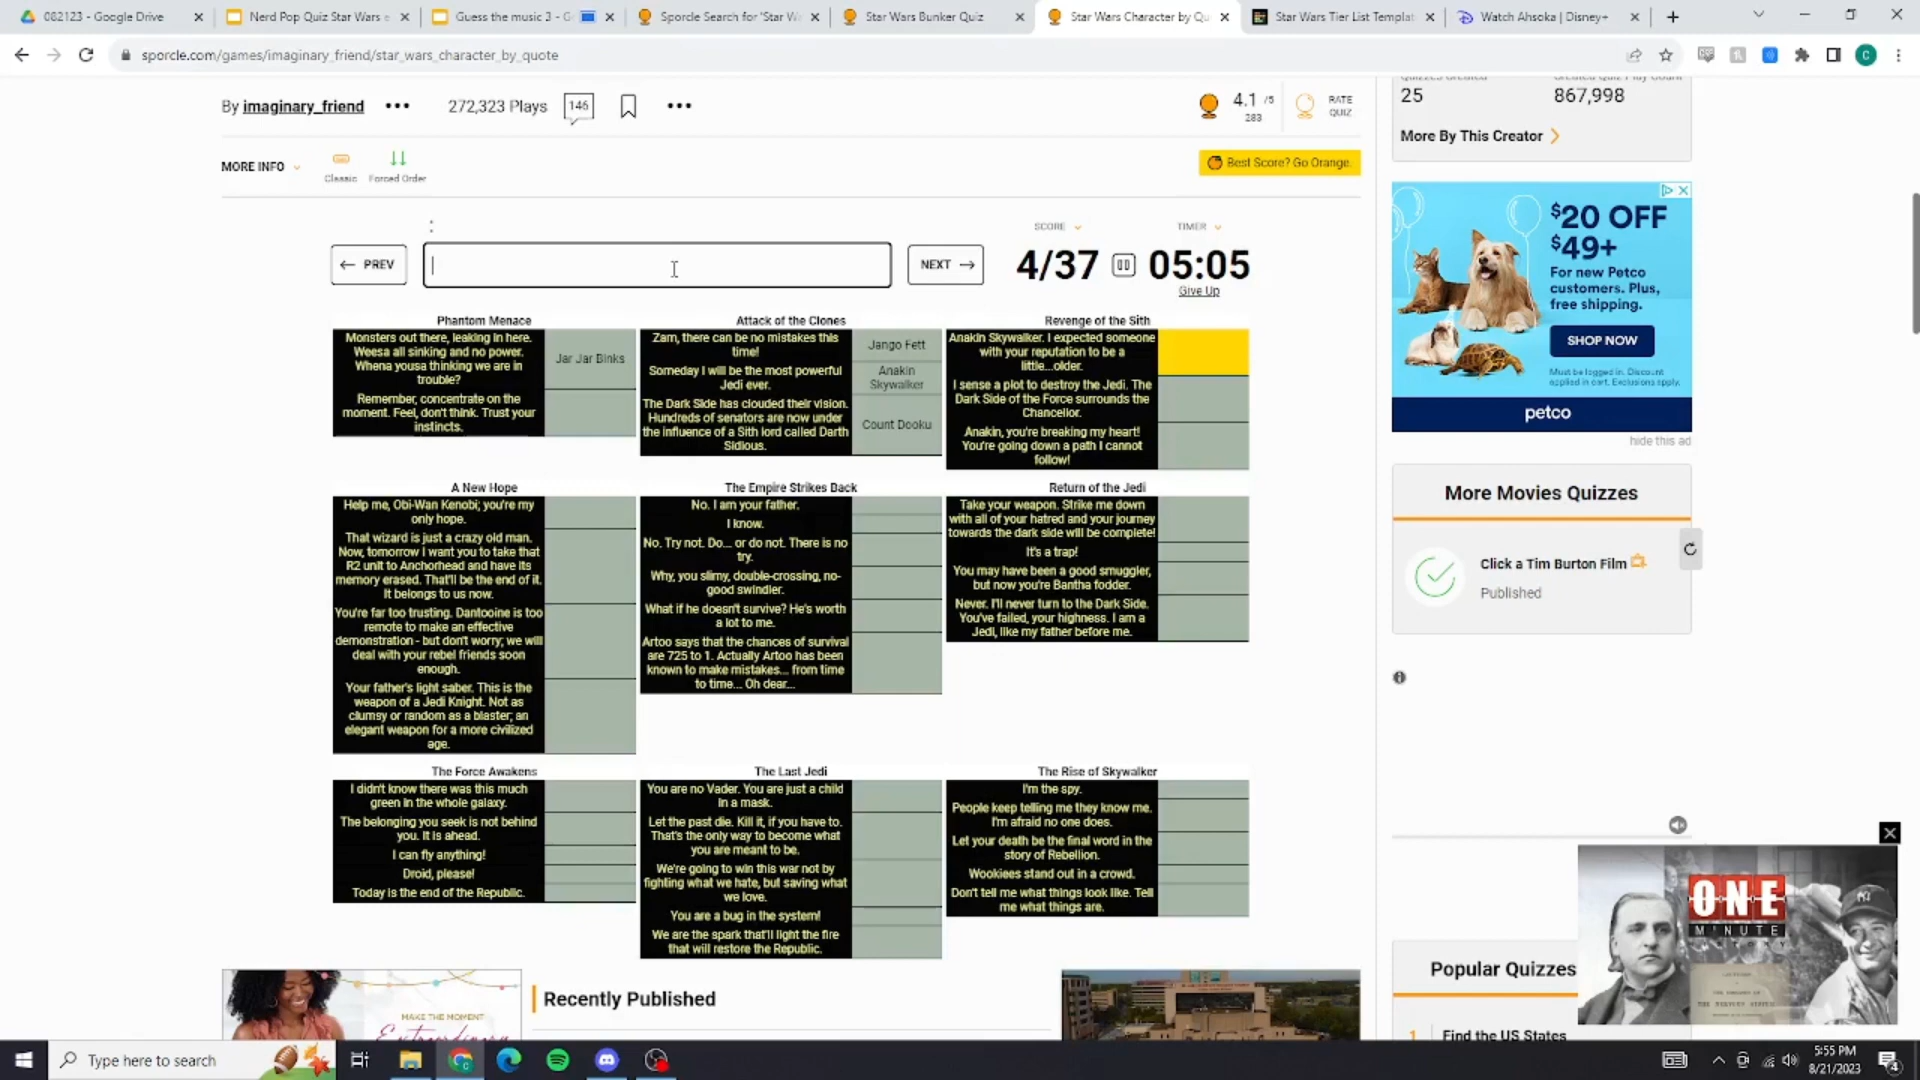 082123 - Google Drive
Nerd Pop Quiz Star Wars e
Guess the music 3 - G
Sporcle Search for 'Star W
Star Wars Bunker Quiz
Star Wars Character by Qu
Star Wars Tier List Templat
Watch Ahsoka | Disney+
sporcle.com/games/imaginary_friend/star_wars_character_by_quote
By imaginary_friend
272,323 Plays
146
4.1 /5
283
RATE
QUIZ
MORE INFO
Classic
Forced Order
Best Score? Go Orange.
:
SCORE
TIMER
PREV
NEXT
4/37
05:05
Give Up
Phantom Menace
Monsters out there, leaking in here.
Weesa all sinking and no power.
Whena yousa thinking we are in
trouble?
Jar Jar Binks
Remember, concentrate on the
moment. Feel, don't think. Trust your
instincts.
Attack of the Clones
Zam, there can be no mistakes this
time!
Jango Fett
Someday I will be the most powerful
Jedi ever.
Anakin
Skywalker
The Dark Side has clouded their vision.
Hundreds of senators are now under
the influence of a Sith lord called Darth
Sidious.
Count Dooku
Revenge of the Sith
Anakin Skywalker. I expected someone
with your reputation to be a
little...older.
I sense a plot to destroy the Jedi. The
Dark Side of the Force surrounds the
Chancellor.
Anakin, you're breaking my heart!
You're going down a path I cannot
follow!
A New Hope
Help me, Obi-Wan Kenobi; you're my
only hope.
That wizard is just a crazy old man.
Now, tomorrow I want you to take that
R2 unit to Anchorhead and have its
memory erased. That'll be the end of it.
It belongs to us now.
You're far too trusting. Dantooine is too
remote to make an effective
demonstration - but don't worry; we will
deal with your rebel friends soon
enough.
Your father's light saber. This is the
weapon of a Jedi Knight. Not as
clumsy or random as a blaster; an
elegant weapon for a more civilized
age.
The Empire Strikes Back
No. I am your father.
I know.
No. Try not. Do... or do not. There is no
try.
Why, you slimy, double-crossing, no-
good swindler.
What if he doesn't survive? He's worth
a lot to me.
Artoo says that the chances of survival
are 725 to 1. Actually Artoo has been
known to make mistakes... from time
to time... Oh dear...
Return of the Jedi
Take your weapon. Strike me down
with all of your hatred and your journey
towards the dark side will be complete!
It's a trap!
You may have been a good smuggler,
but now you're Bantha fodder.
Never. I'll never turn to the Dark Side.
You've failed, your highness. I am a
Jedi, like my father before me.
The Force Awakens
I didn't know there was this much
green in the whole galaxy.
The belonging you seek is not behind
you. It is ahead.
I can fly anything!
Droid, please!
Today is the end of the Republic.
The Last Jedi
You are no Vader. You are just a child
in a mask.
Let the past die. Kill it, if you have to.
That's the only way to become what
you are meant to be.
We're going to win this war not by
fighting what we hate, but saving what
we love.
You are a bug in the system!
We are the spark that'll light the fire
that will restore the Republic.
The Rise of Skywalker
I'm the spy.
People keep telling me they know me.
I'm afraid no one does.
Let your death be the final word in the
story of Rebellion.
Wookiees stand out in a crowd.
Don't tell me what things look like. Tell
me what things are.
25
867,998
More By This Creator
$20 OFF
$49+
For new Petco
customers. Plus,
free shipping.
SHOP NOW
Must be logged in. Discount
applied in cart. Exclusions apply.
petco
hide this ad
More Movies Quizzes
Click a Tim Burton Film
Published
ONE
MINUTE
Popular Quizzes
1 Find the US States
MAKE THE MOMENT
Extraordinary
Recently Published
Type here to search
5:55 PM
8/21/2023
4